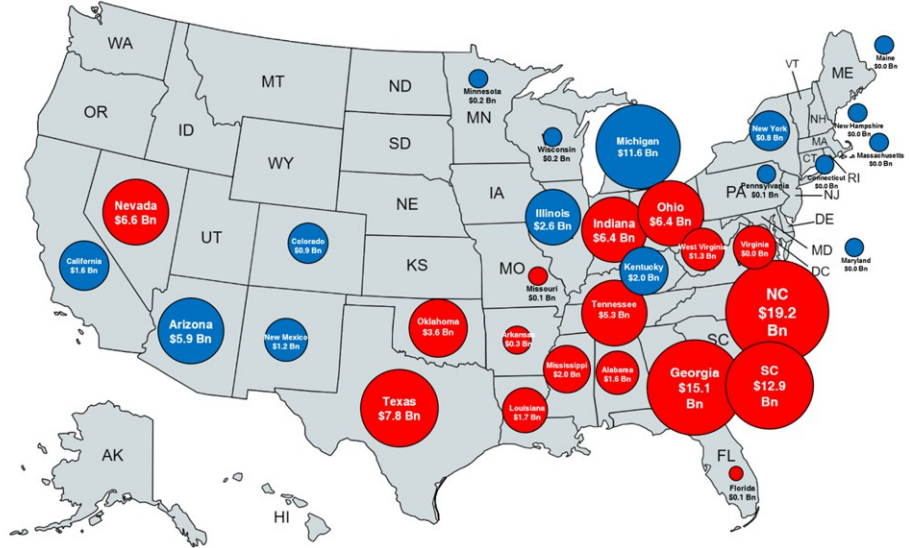 WA
OR
ID
MT
WY
UT
ND
SD
NE
KS
MN
IA
MO
VT
ME
NH
MA
CT
RI
NJ
PA
DE
MD
DC
SC
FL
AK
HI
Maine
$0.0 Bn
Minnesota
$0.2 Bn
Wisconsin
$0.2 Bn
Michigan
$11.6 Bn
New York
$0.8 Bn
New Hampshire
$0.0 Bn
Massachusetts
$0.0 Bn
Connecticut
$0.0 Bn
Pennsylvania
$0.1 Bn
Nevada
$6.6 Bn
Illinois
$2.6 Bn
Indiana
$6.4 Bn
Ohio
$6.4 Bn
California
$1.6 Bn
Colorado
$0.9 Bn
Kentucky
$2.0 Bn
West Virginia
$1.3 Bn
Virginia
$0.0 Bn
Maryland
$0.0 Bn
Missouri
$0.1 Bn
Arizona
$5.9 Bn
New Mexico
$1.2 Bn
Oklahoma
$3.6 Bn
Arkansas
$0.3 Bn
Tennessee
$5.3 Bn
NC
$19.2
Bn
Mississippi
$2.0 Bn
Alabama
$1.6 Bn
Georgia
$15.1
Bn
SC
$12.9
Bn
Texas
$7.8 Bn
Louisiana
$1.7 Bn
Florida
$0.1 Bn